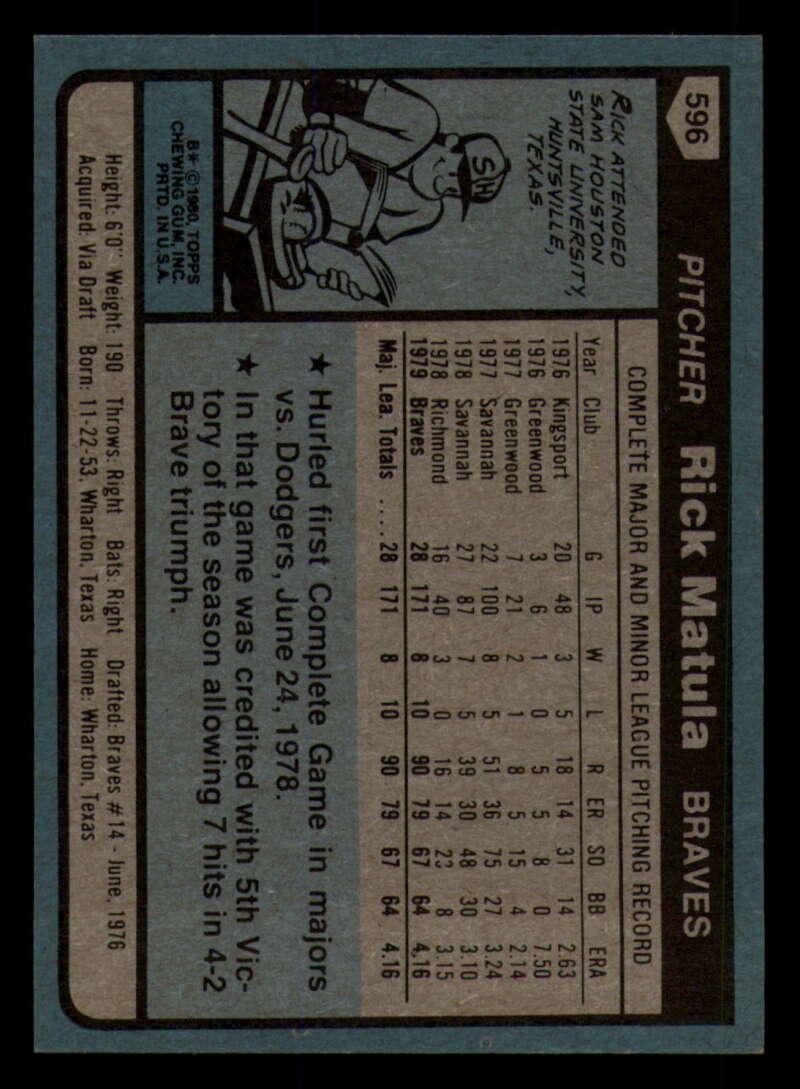 596
PITCHER Rick Matula BRAVES
RICK ATTENDED
SAM HOUSTON
STATE UNIVERSITY,
HUNTSVILLE,
TEXAS.
SH
B✶ ©1980, TOPPS
CHEWING GUM, INC.
PRTD. IN U.S.A.
COMPLETE MAJOR AND MINOR LEAGUE PITCHING RECORD
Year Club G IP W L R ER SO BB ERA
1976 Kingsport 20 48 3 5 18 14 31 14 2.63
1976 Greenwood 3 6 1 0 5 5 8 0 7.50
1977 Greenwood 7 21 2 1 8 5 15 4 2.14
1977 Savannah 22 100 8 5 51 36 75 27 3.24
1978 Savannah 27 87 7 5 39 30 48 30 3.10
1978 Richmond 16 40 3 0 16 14 23 8 3.15
1979 Braves 28 171 8 10 90 79 67 64 4.16
Maj. Lea. Totals ....28 171 8 10 90 79 67 64 4.16
★ Hurled first Complete Game in majors
vs. Dodgers, June 24, 1978.
★ In that game was credited with 5th Vic-
tory of the season allowing 7 hits in 4-2
Brave triumph.
Height: 6'0" Weight: 190 Throws: Right Bats: Right Drafted: Braves #14 - June, 1976
Acquired: Via Draft Born: 11-22-53, Wharton, Texas Home: Wharton, Texas